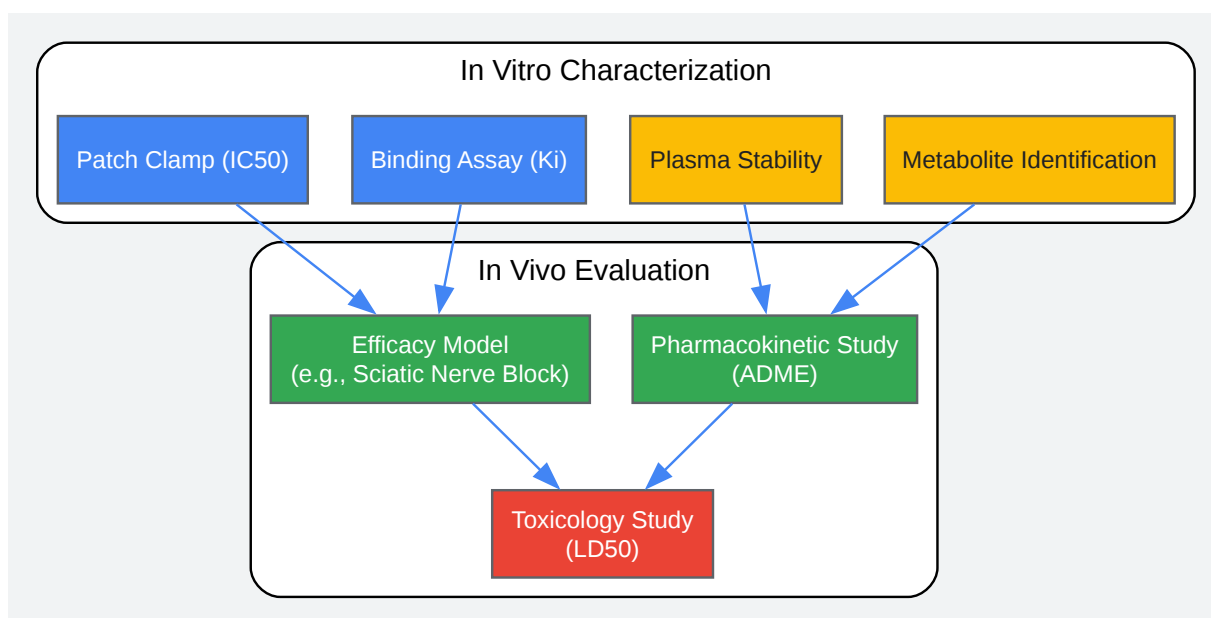 In Vitro Characterization
Patch Clamp (IC50)
Binding Assay (Ki)
Plasma Stability
Metabolite Identification
In Vivo Evaluation
Efficacy Model
(e.g., Sciatic Nerve Block)
Pharmacokinetic Study
(ADME)
Toxicology Study
(LD50)